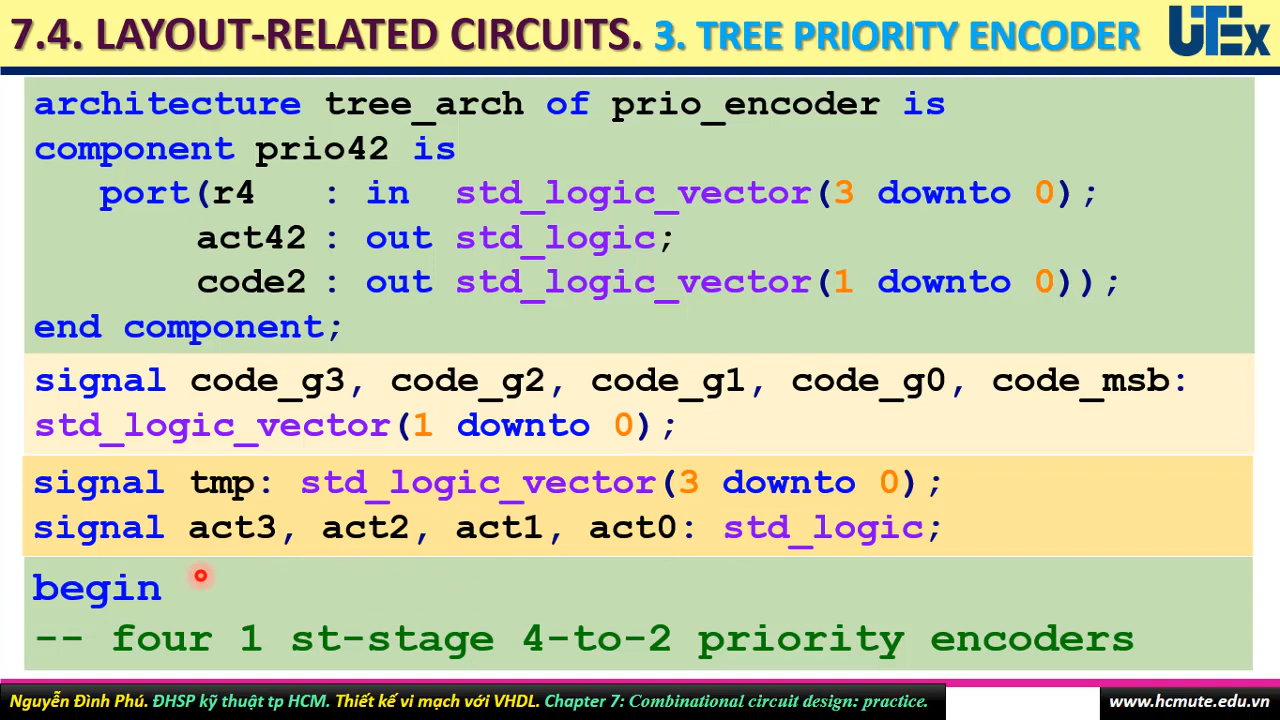 7.4. LAYOUT-RELATED CIRCUITS. 3. TREE PRIORITY ENCODER UTEx
architecture tree_arch of prio_encoder is
component prio42 is
port(r4 : in std_logic_vector(3 downto 0);
act42 : out std_logic;
code2 : out std_logic_vector(1 downto 0));
end component;
signal code_g3, code_g2, code_g1, code_g0, code_msb:
std_logic_vector(1 downto 0);
signal tmp: std_logic_vector(3 downto 0);
signal act3, act2, act1, act0: std_logic;
begin
-- four 1 st-stage 4-to-2 priority encoders
Nguyễn Đình Phú. ĐHSP kỹ thuật tp HCM. Thiết kế vi mạch với VHDL. Chapter 7: Combinational circuit design: practice. www.hcmute.edu.vn